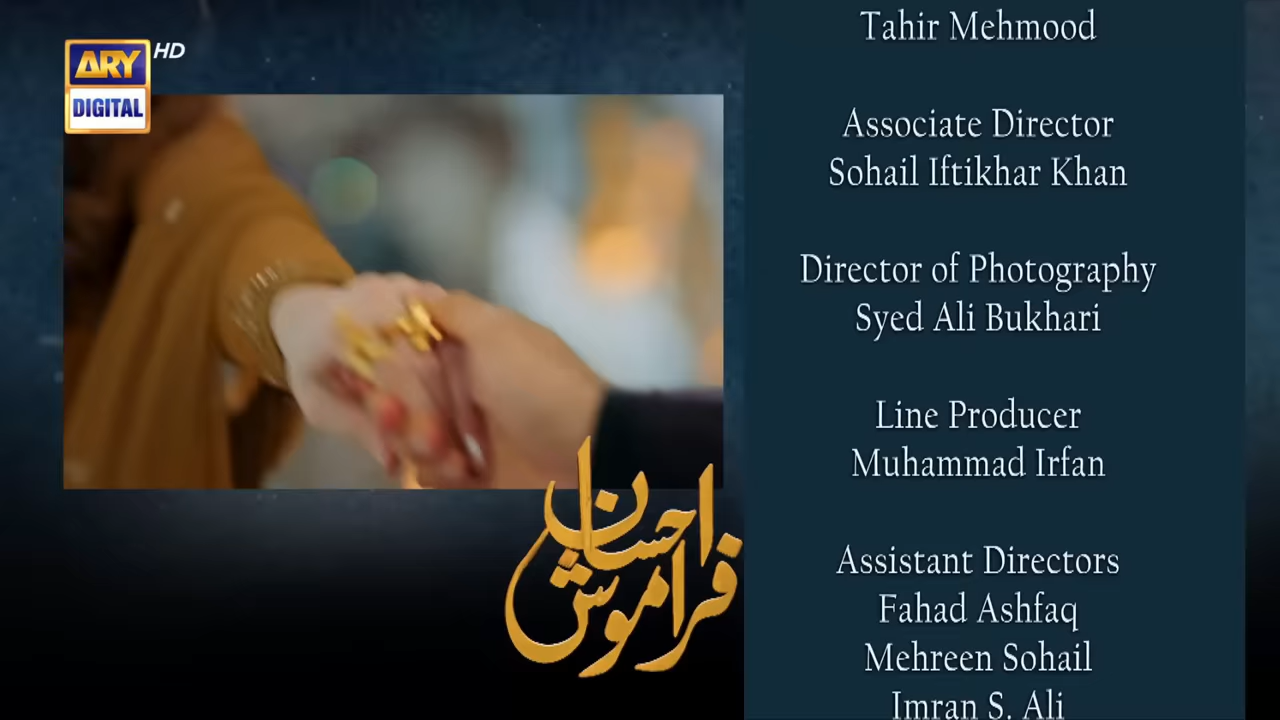 ARY
DIGITAL
HD
احسان
فراموش
Tahir Mehmood
Associate Director
Sohail Iftikhar Khan
Director of Photography
Syed Ali Bukhari
Line Producer
Muhammad Irfan
Assistant Directors
Fahad Ashfaq
Mehreen Sohail
Imran S. Ali